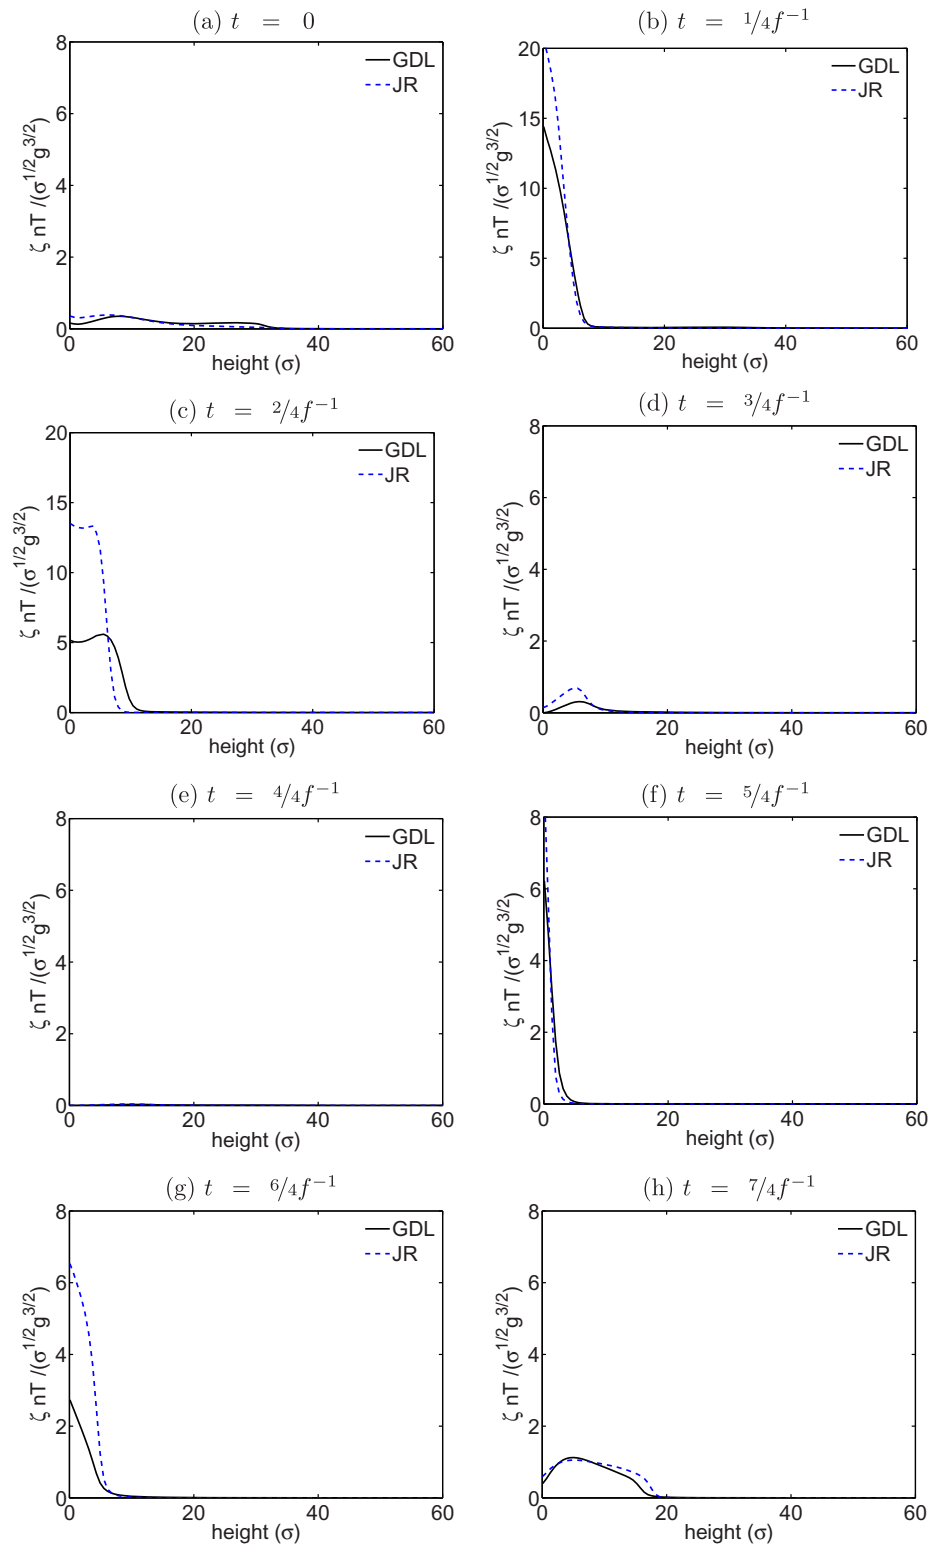 (a) t = 0
8
6
4
2
0
0 20 40 60
ζ nT /(σ^1/2 g^3/2)
height (σ)
GDL
JR
(b) t = 1/4 f^−1
20
15
10
5
0
0 20 40 60
ζ nT /(σ^1/2 g^3/2)
height (σ)
GDL
JR
(c) t = 2/4 f^−1
20
15
10
5
0
0 20 40 60
ζ nT /(σ^1/2 g^3/2)
height (σ)
GDL
JR
(d) t = 3/4 f^−1
8
6
4
2
0
0 20 40 60
ζ nT /(σ^1/2 g^3/2)
height (σ)
GDL
JR
(e) t = 4/4 f^−1
8
6
4
2
0
0 20 40 60
ζ nT /(σ^1/2 g^3/2)
height (σ)
GDL
JR
(f) t = 5/4 f^−1
8
6
4
2
0
0 20 40 60
ζ nT /(σ^1/2 g^3/2)
height (σ)
GDL
JR
(g) t = 6/4 f^−1
8
6
4
2
0
0 20 40 60
ζ nT /(σ^1/2 g^3/2)
height (σ)
GDL
JR
(h) t = 7/4 f^−1
8
6
4
2
0
0 20 40 60
ζ nT /(σ^1/2 g^3/2)
height (σ)
GDL
JR